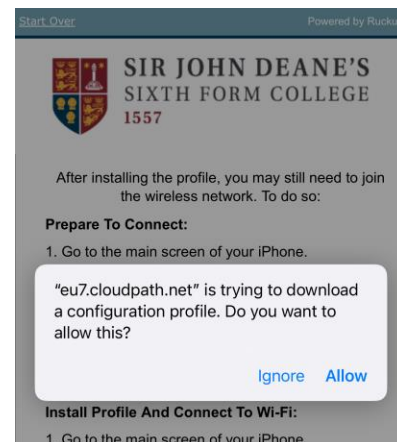 Start Over
Powered by Rucku
SIR JOHN DEANE'S
SIXTH FORM COLLEGE
1557
After installing the profile, you may still need to join
the wireless network. To do so:
Prepare To Connect:
1. Go to the main screen of your iPhone.
"eu7.cloudpath.net" is trying to download
a configuration profile. Do you want to
allow this?
Ignore Allow
Install Profile And Connect To Wi-Fi:
1. Go to the main screen of your iPhone